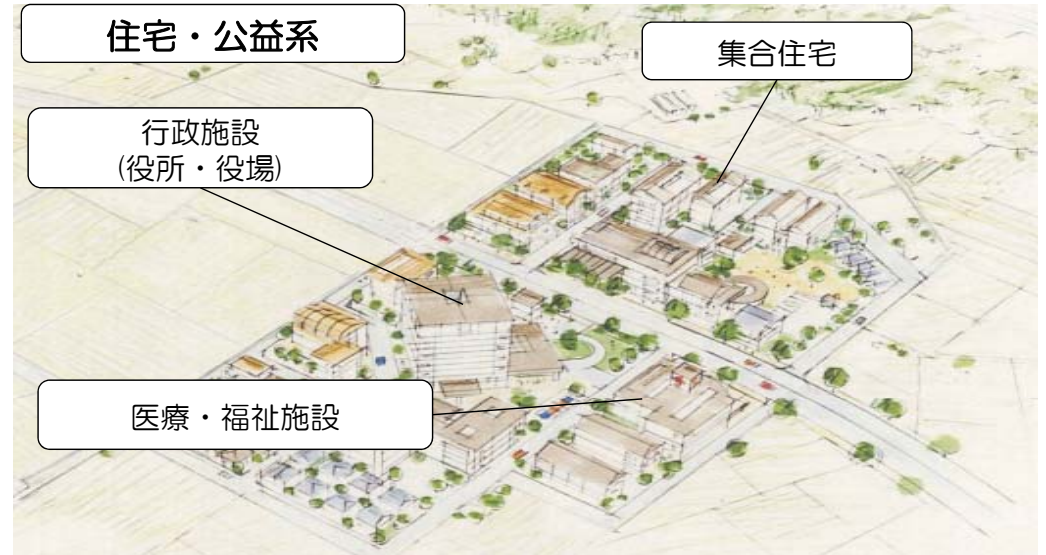 住宅・公益系
集合住宅
行政施設
(役所・役場)
医療・福祉施設